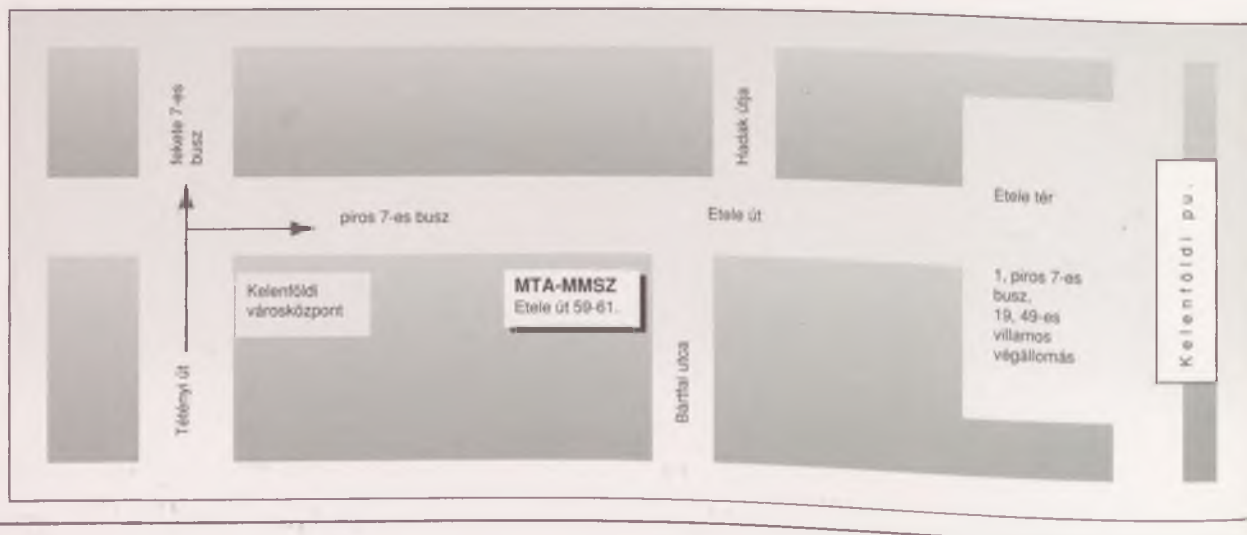 fekete 7-es
busz
Hadak útja
piros 7-es busz
Etele út
Etele tér
Kelenföldi pu.
Kelenföldi
városközpont
MTA-MMSZ
Etele út 59-61.
1, piros 7-es
busz,
19, 49-es
villamos
végállomás
Tétényi út
Bártfai utca